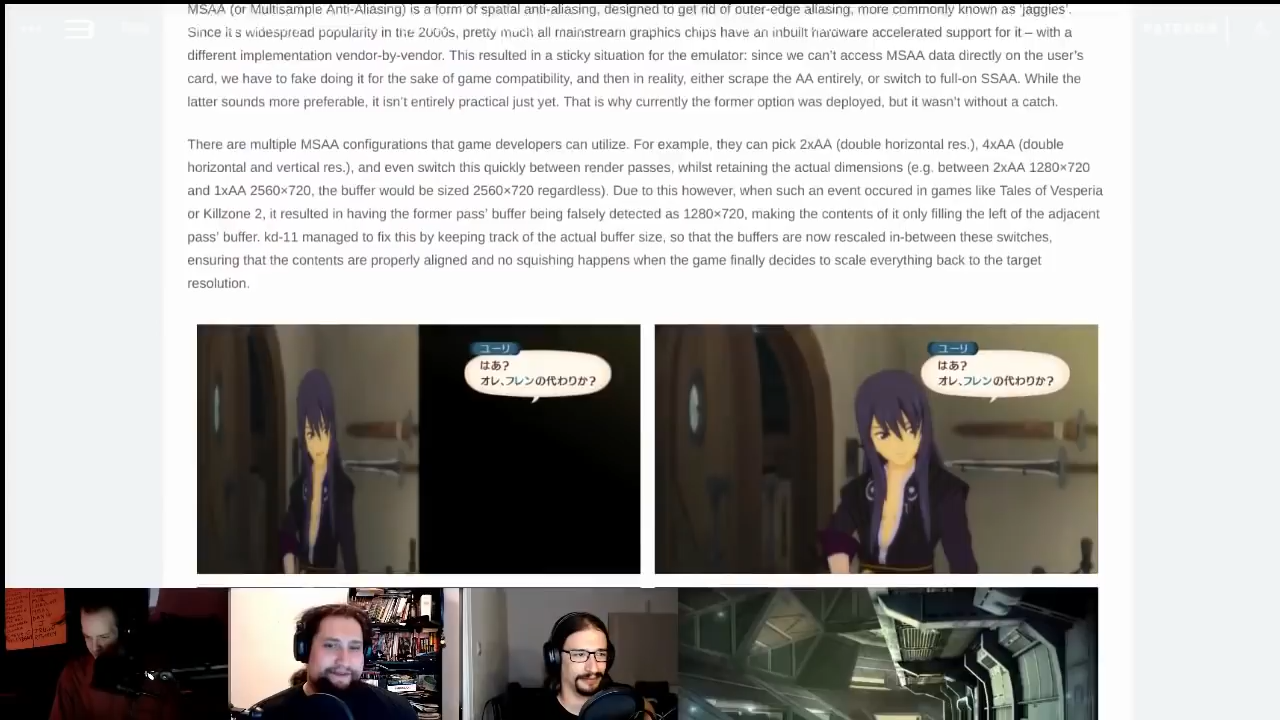 MSAA (or Multisample Anti-Aliasing) is a form of spatial anti-aliasing, designed to get rid of outer-edge aliasing, more commonly known as 'jaggies'.
Since it's widespread popularity in the 2000s, pretty much all mainstream graphics chips have an inbuilt hardware accelerated support for it – with a
different implementation vendor-by-vendor. This resulted in a sticky situation for the emulator: since we can't access MSAA data directly on the user's
card, we have to fake doing it for the sake of game compatibility, and then in reality, either scrape the AA entirely, or switch to full-on SSAA. While the
latter sounds more preferable, it isn't entirely practical just yet. That is why currently the former option was deployed, but it wasn't without a catch.
There are multiple MSAA configurations that game developers can utilize. For example, they can pick 2xAA (double horizontal res.), 4xAA (double
horizontal and vertical res.), and even switch this quickly between render passes, whilst retaining the actual dimensions (e.g. between 2xAA 1280×720
and 1xAA 2560×720, the buffer would be sized 2560×720 regardless). Due to this however, when such an event occured in games like Tales of Vesperia
or Killzone 2, it resulted in having the former pass' buffer being falsely detected as 1280×720, making the contents of it only filling the left of the adjacent
pass' buffer. kd-11 managed to fix this by keeping track of the actual buffer size, so that the buffers are now rescaled in-between these switches,
ensuring that the contents are properly aligned and no squishing happens when the game finally decides to scale everything back to the target
resolution.
ユーリ
はあ?
オレ、フレンの代わりか?
ユーリ
はあ?
オレ、フレンの代わりか?